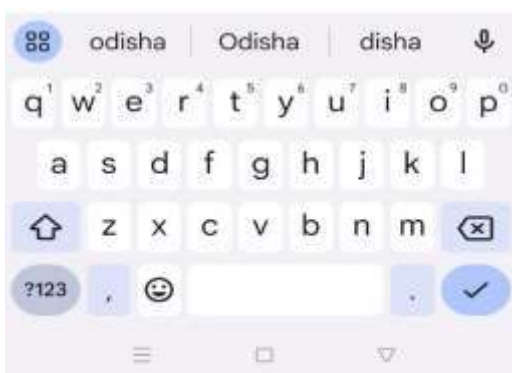 odisha Odisha disha
q1 w2 e3 r4 t5 y6 u7 i8 o9 p0
a s d f g h j k l
z x c v b n m
?123 , .